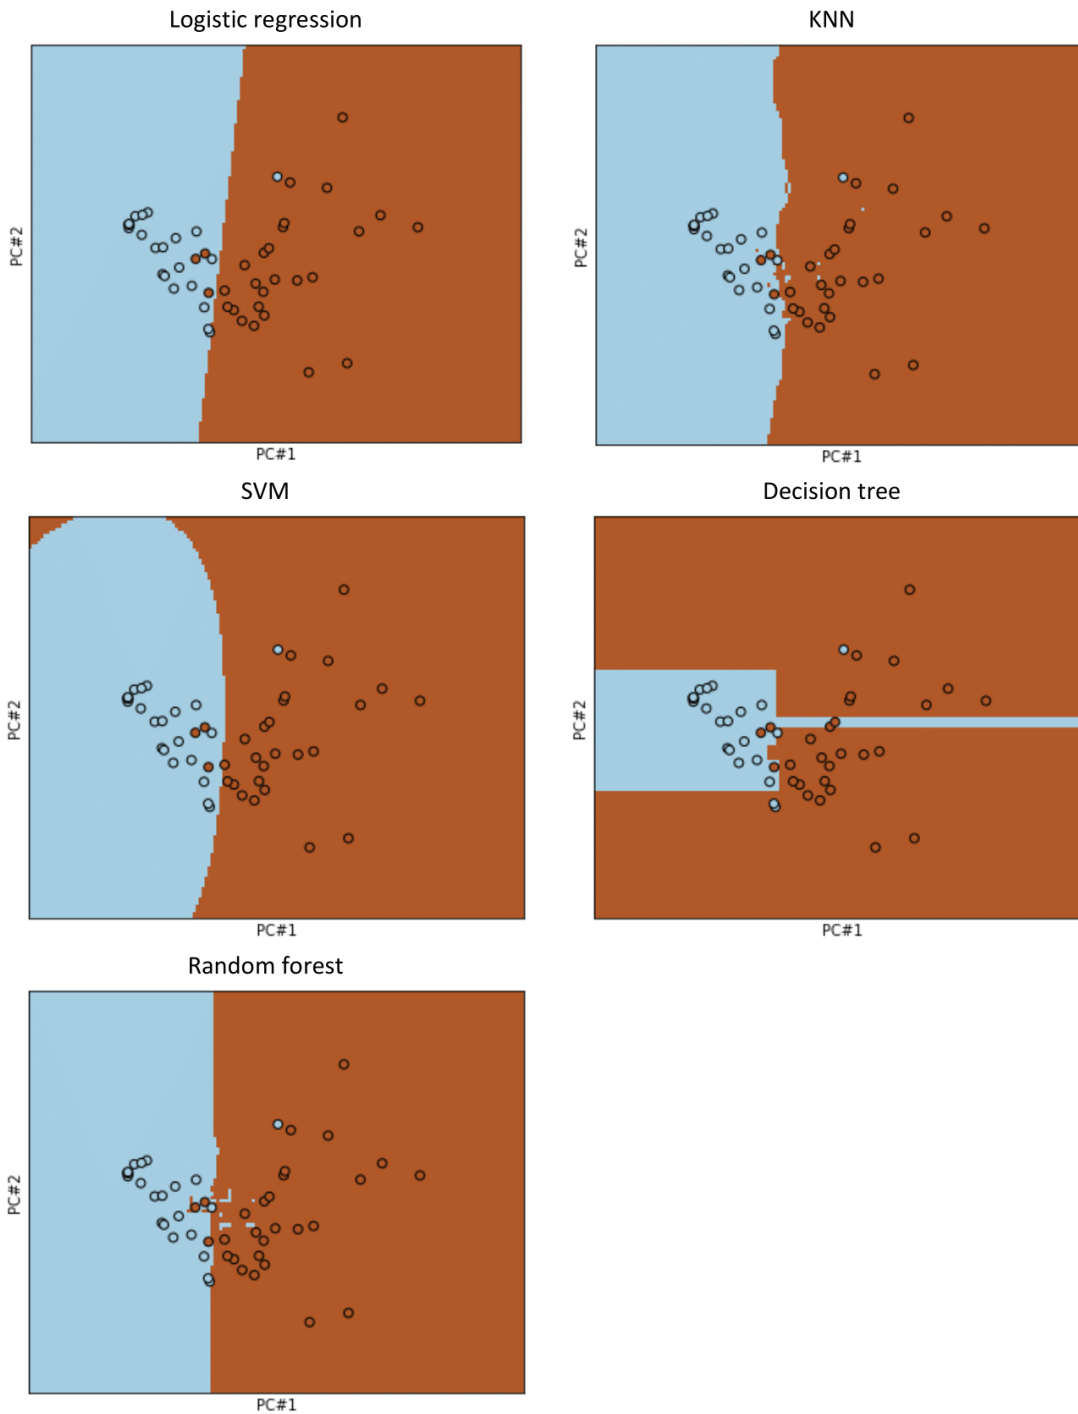 Logistic regression
KNN
PC#2
PC#1
PC#2
PC#1
SVM
Decision tree
PC#2
PC#1
PC#2
PC#1
Random forest
PC#2
PC#1